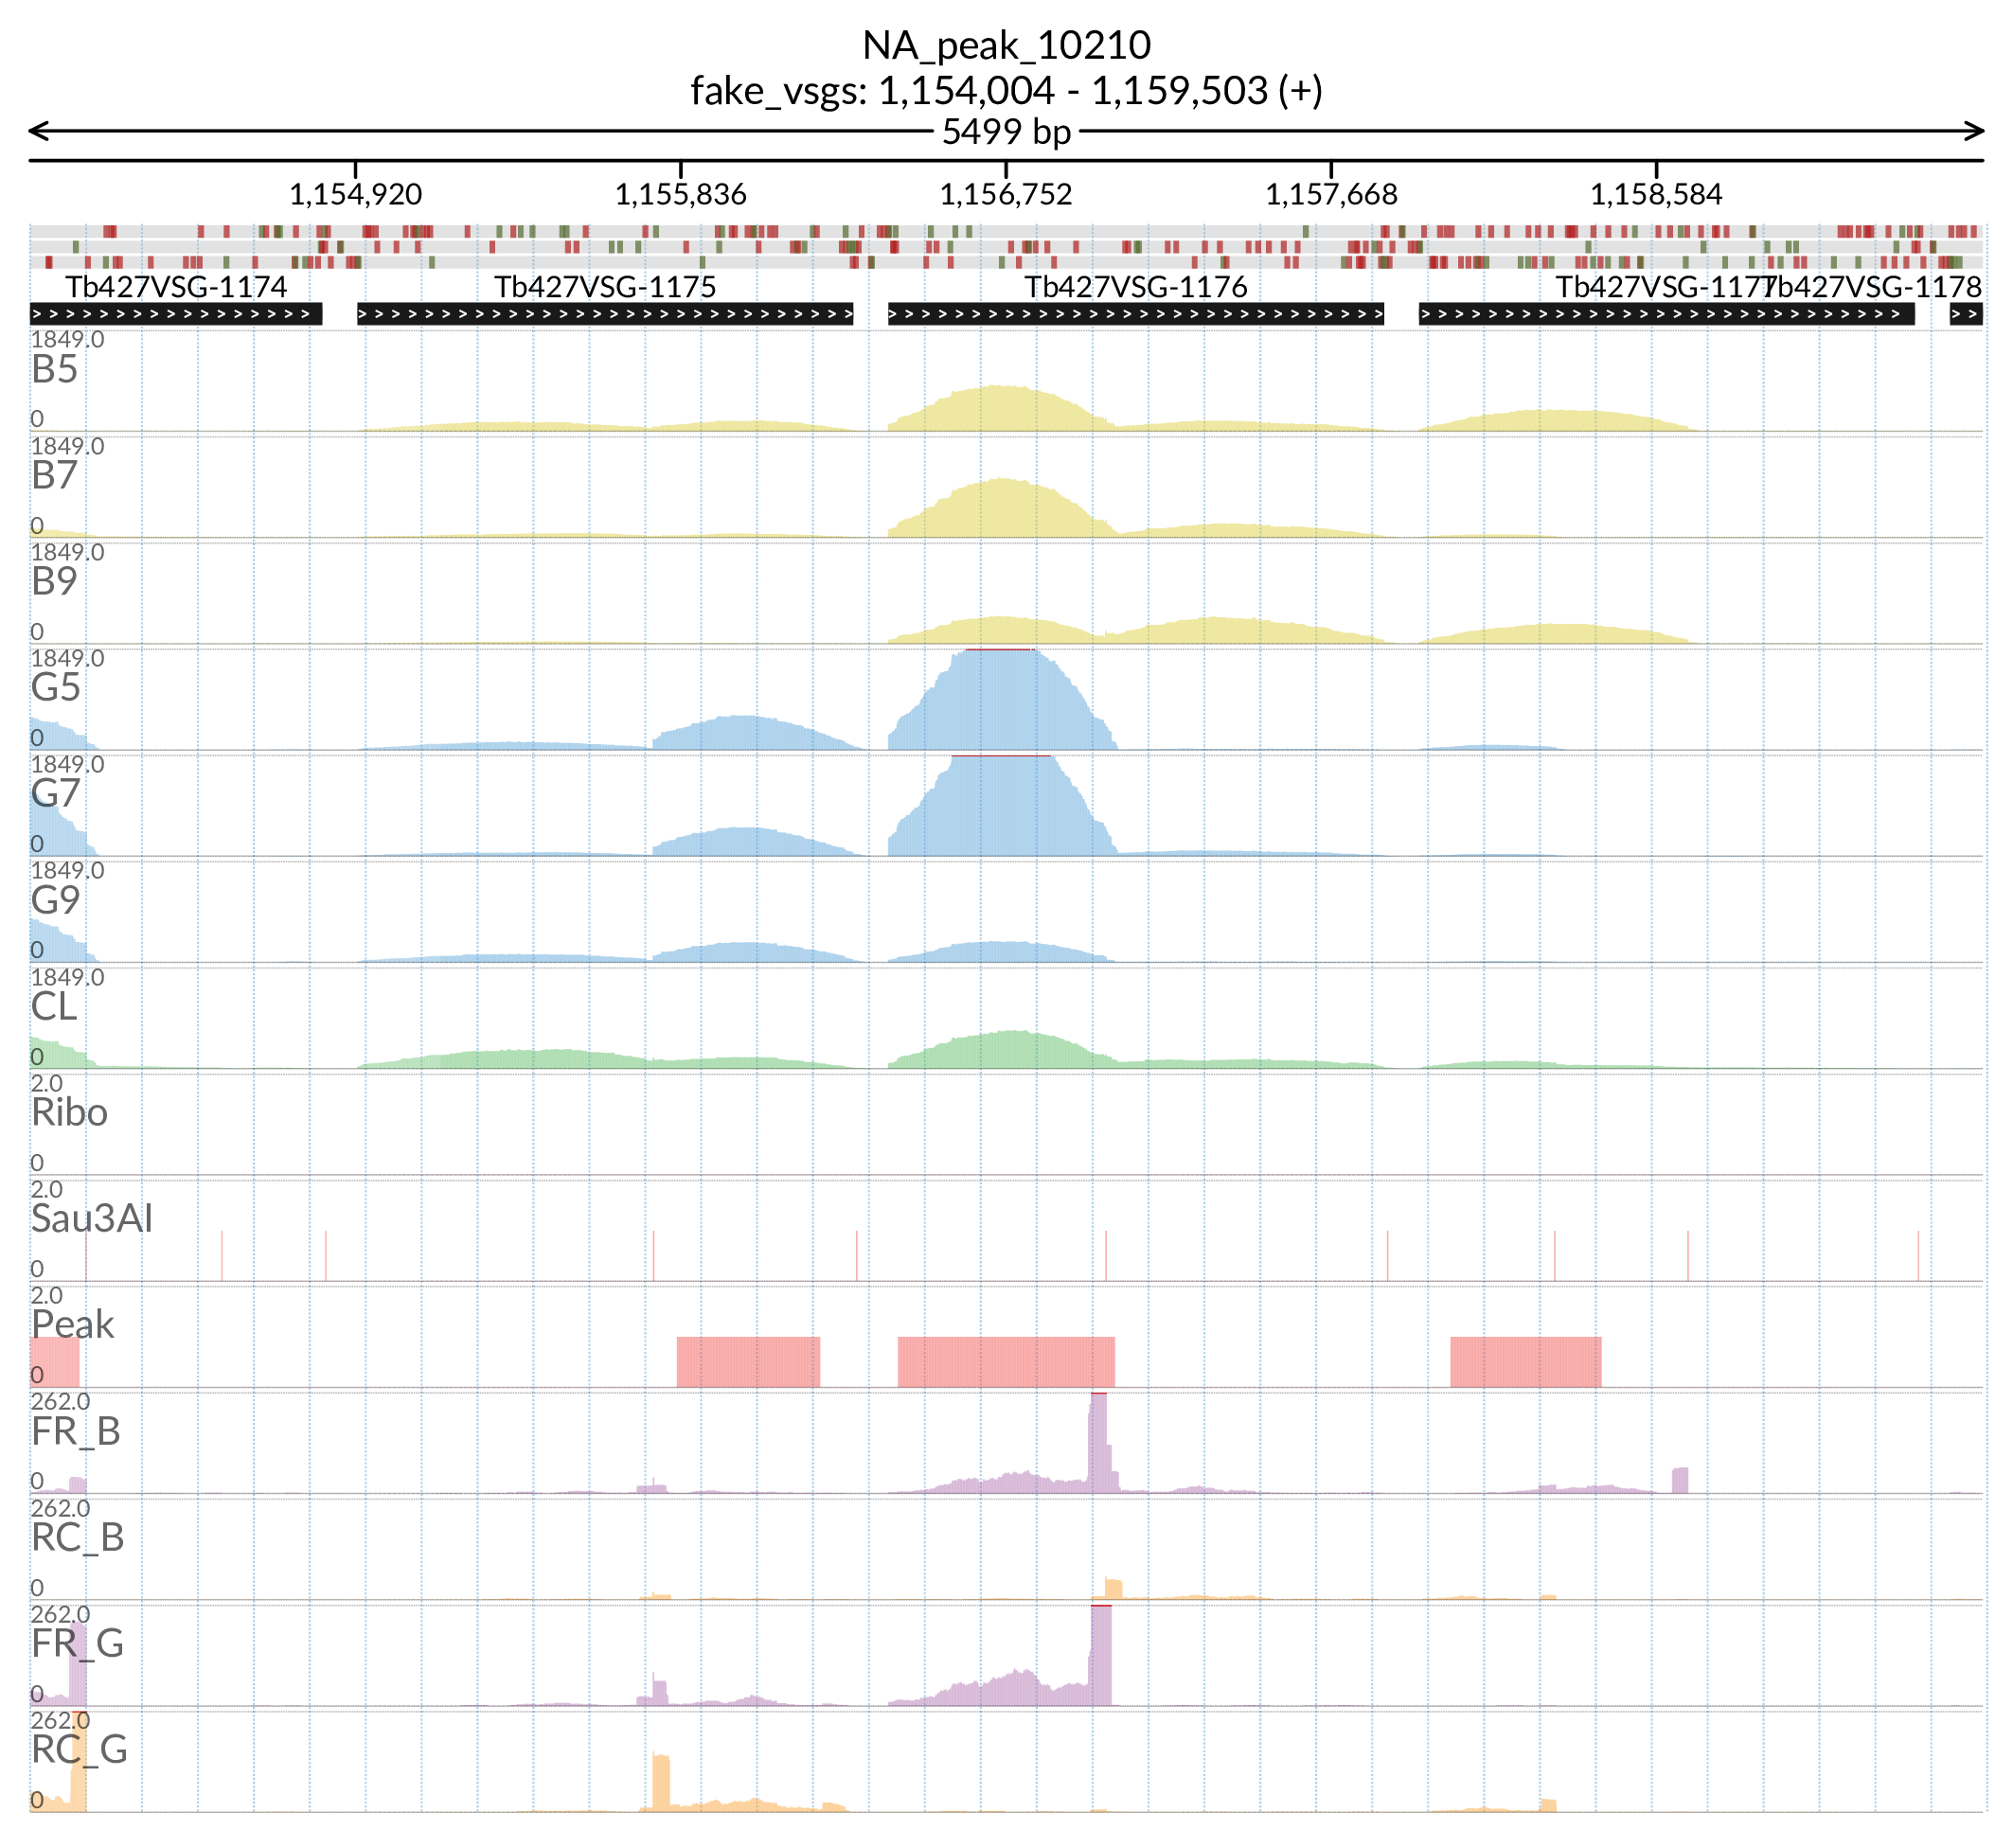 NA_peak_10210
fake_vsgs: 1,154,004 - 1,159,503 (+)
5499 bp
1,154,920 1,155,836 1,156,752 1,157,668 1,158,584
Tb427VSG-1174 Tb427VSG-1175 Tb427VSG-1176 Tb427VSG-1177 Tb427VSG-1178
1849.0
B5
0
1849.0
B7
0
1849.0
B9
0
1849.0
G5
0
1849.0
G7
0
1849.0
G9
0
1849.0
CL
0
2.0
Ribo
0
2.0
Sau3AI
0
2.0
Peak
0
262.0
FR_B
0
262.0
RC_B
0
262.0
FR_G
0
262.0
RC_G
0